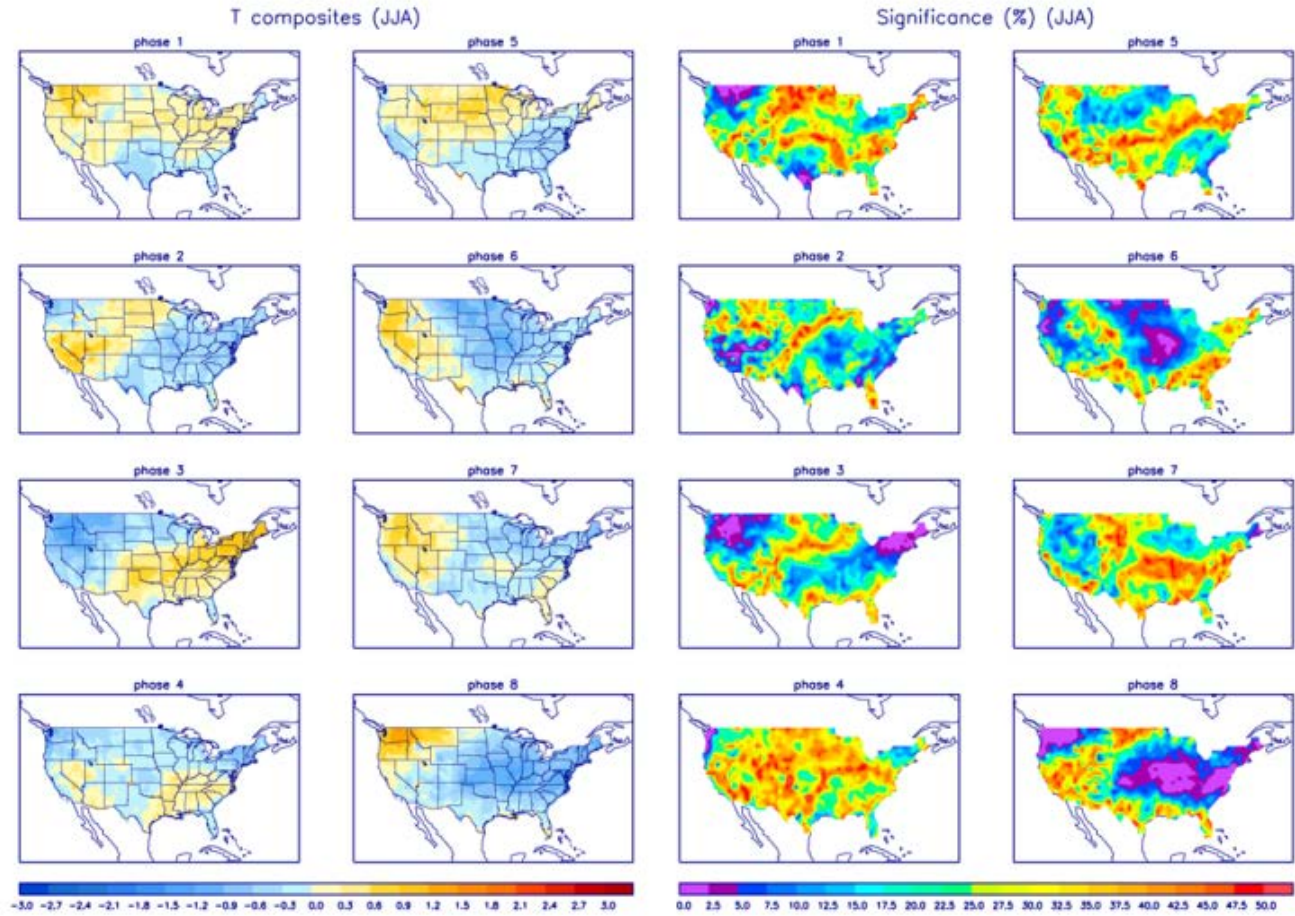 T composites (JJA) Significance (%) (JJA)
phase 1 phase 5 phase 1 phase 5
phase 2 phase 6 phase 2 phase 6
phase 3 phase 7 phase 3 phase 7
phase 4 phase 8 phase 4 phase 8
-3.0 -2.7 -2.4 -2.1 -1.8 -1.5 -1.2 -0.9 -0.6 -0.3 0.0 0.3 0.6 0.9 1.2 1.5 1.8 2.1 2.4 2.7 3.0 0.0 2.5 5.0 7.5 10.0 12.5 15.0 17.5 20.0 22.5 25.0 27.5 30.0 32.5 35.0 37.5 40.0 42.5 45.0 47.5 50.0